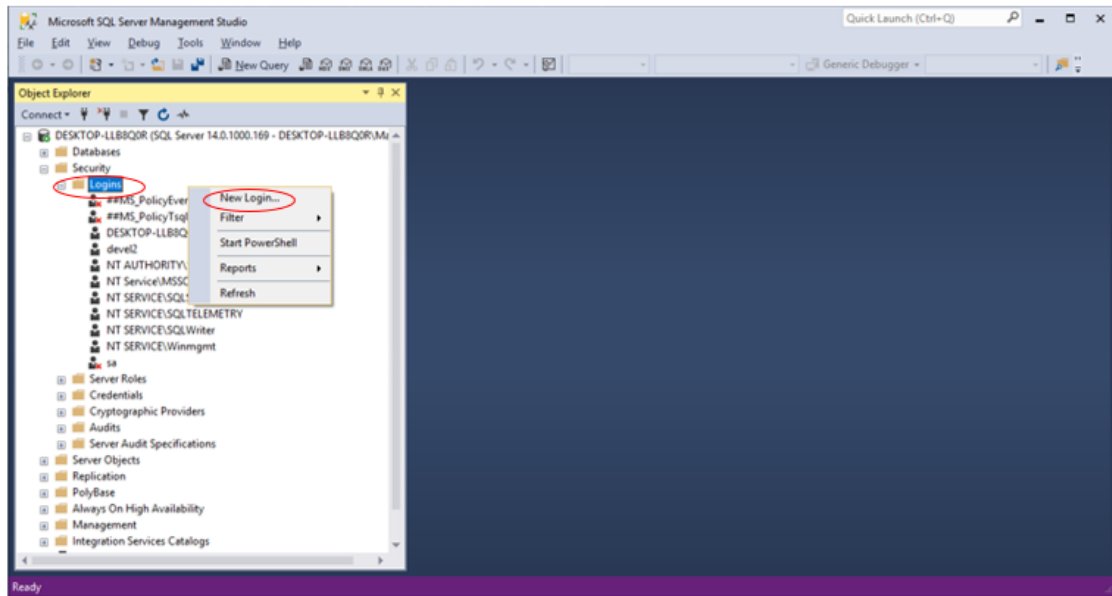 Microsoft SQL Server Management Studio
Quick Launch (Ctrl+Q)
File Edit View Debug Tools Window Help
New Query
Generic Debugger
Object Explorer
Connect
DESKTOP-LLB8Q0R (SQL Server 14.0.1000.169 - DESKTOP-LLB8Q0R\Ma
Databases
Security
Logins
##MS_PolicyEver
##MS_PolicyTsql
DESKTOP-LLB8Q
devel2
NT AUTHORITY\
NT Service\MSSC
NT SERVICE\SQLS
NT SERVICE\SQLTELEMETRY
NT SERVICE\SQLWriter
NT SERVICE\Winmgmt
sa
New Login...
Filter
Start PowerShell
Reports
Refresh
Server Roles
Credentials
Cryptographic Providers
Audits
Server Audit Specifications
Server Objects
Replication
PolyBase
Always On High Availability
Management
Integration Services Catalogs
Ready